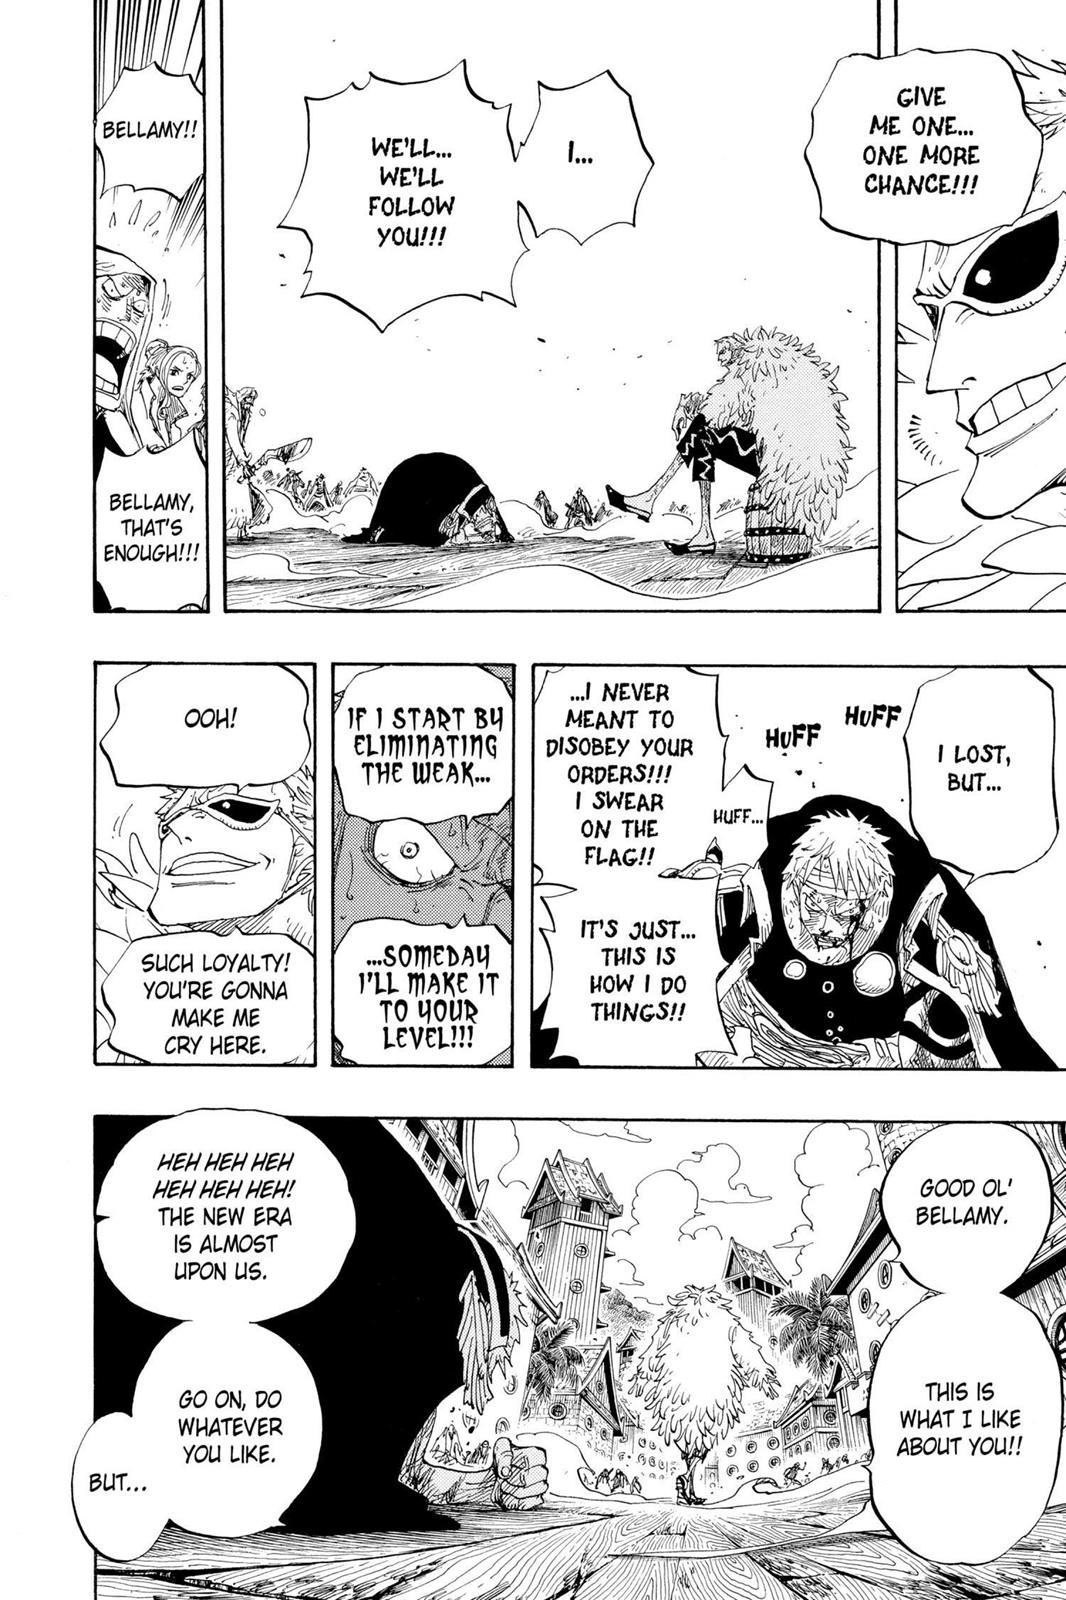 GIVE
ME ONE...
ONE MORE
CHANCE!!!
I...
WE'LL...
WE'LL
FOLLOW
YOU!!!
BELLAMY!!
BELLAMY,
THAT'S
ENOUGH!!!
I LOST,
BUT...
HUFF
HUFF
HUFF...
...I NEVER
MEANT TO
DISOBEY YOUR
ORDERS!!!
I SWEAR
ON THE
FLAG!!
IT'S JUST...
THIS IS
HOW I DO
THINGS!!
IF I START BY
ELIMINATING
THE WEAK...
...SOMEDAY
I'LL MAKE IT
TO YOUR
LEVEL!!!
OOH!
SUCH LOYALTY!
YOU'RE GONNA
MAKE ME
CRY HERE.
GOOD OL'
BELLAMY.
THIS IS
WHAT I LIKE
ABOUT YOU!!
HEH HEH HEH
HEH HEH HEH!
THE NEW ERA
IS ALMOST
UPON US.
GO ON, DO
WHATEVER
YOU LIKE.
BUT...